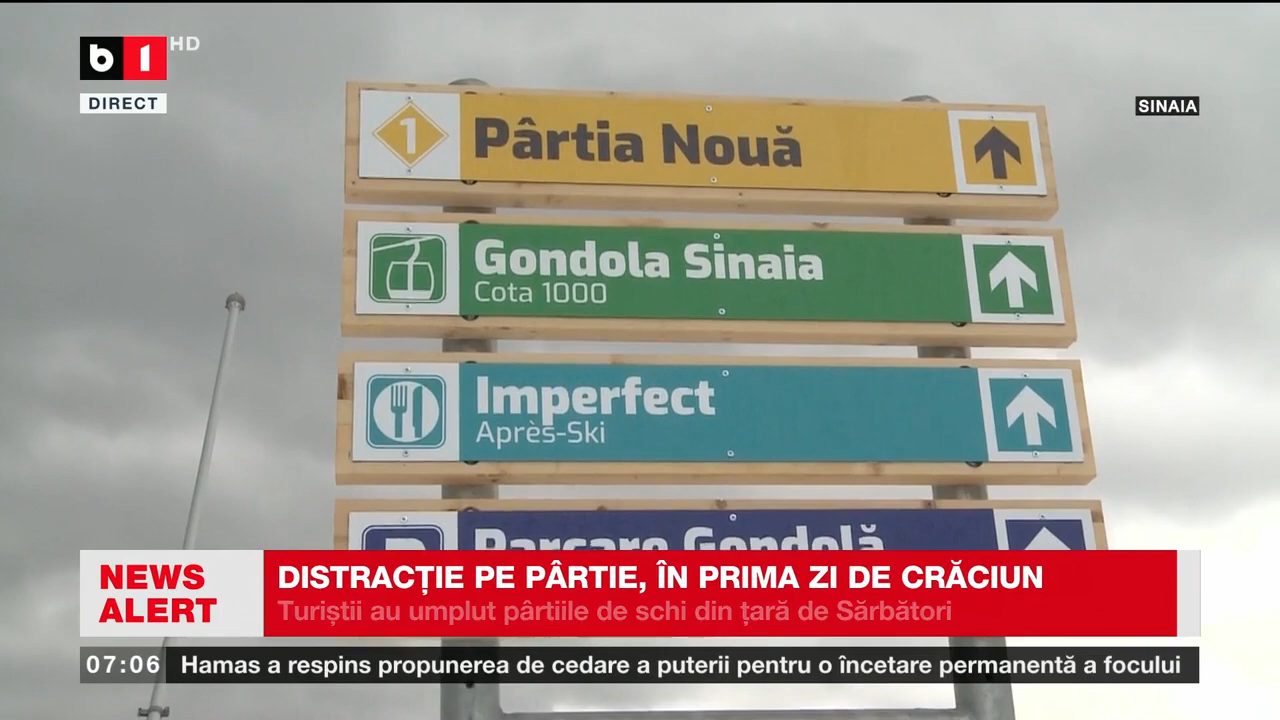 b1 HD
DIRECT
SINAIA
1
Pârtia Nouă
Gondola Sinaia
Cota 1000
Imperfect
Après-Ski
P
Parcare Gondolă
NEWS ALERT
DISTRACȚIE PE PÂRTIE, ÎN PRIMA ZI DE CRĂCIUN
Turiștii au umplut pârtiile de schi din țară de Sărbători
07:06 Hamas a respins propunerea de cedare a puterii pentru o încetare permanentă a focului